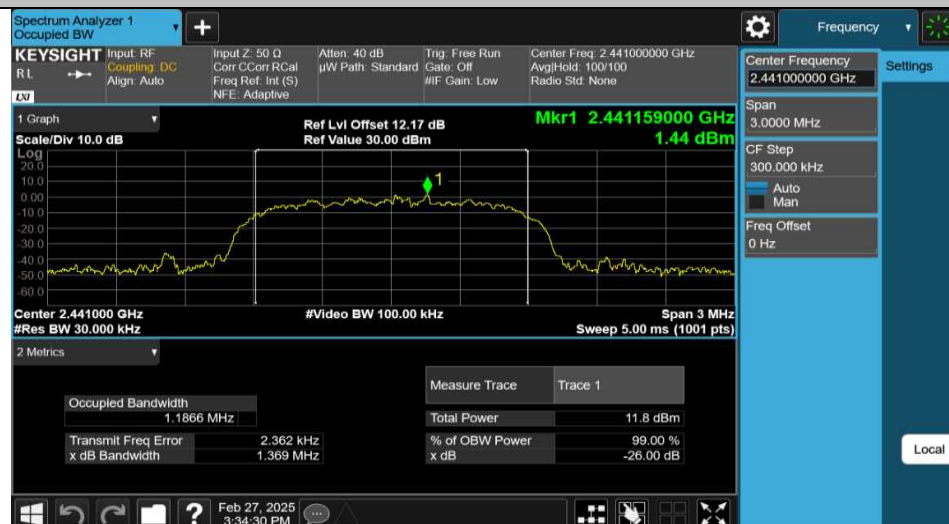 Spectrum Analyzer 1
Occupied BW
+
Frequency
KEYSIGHT
RL
LXI
Input: RF
Coupling: DC
Align: Auto
Input Z: 50 Ω
Corr CCorr RCal
Freq Ref: Int (S)
NFE: Adaptive
Atten: 40 dB
µW Path: Standard
Trig: Free Run
Gate: Off
#IF Gain: Low
Center Freq: 2.441000000 GHz
Avg|Hold: 100/100
Radio Std: None
Center Frequency
2.441000000 GHz
Settings
Span
3.0000 MHz
CF Step
300.000 kHz
Auto
Man
Freq Offset
0 Hz
Local
1 Graph
Scale/Div 10.0 dB
Ref Lvl Offset 12.17 dB
Ref Value 30.00 dBm
Mkr1 2.441159000 GHz
1.44 dBm
Log
20.0
10.0
0.00
-10.0
-20.0
-30.0
-40.0
-50.0
-60.0
1
Center 2.441000 GHz
#Video BW 100.00 kHz
Span 3 MHz
#Res BW 30.000 kHz
Sweep 5.00 ms (1001 pts)
2 Metrics
Measure Trace Trace 1
Occupied Bandwidth
1.1866 MHz
Total Power 11.8 dBm
Transmit Freq Error 2.362 kHz
% of OBW Power 99.00 %
x dB Bandwidth 1.369 MHz
x dB -26.00 dB
?
Feb 27, 2025
3:34:30 PM